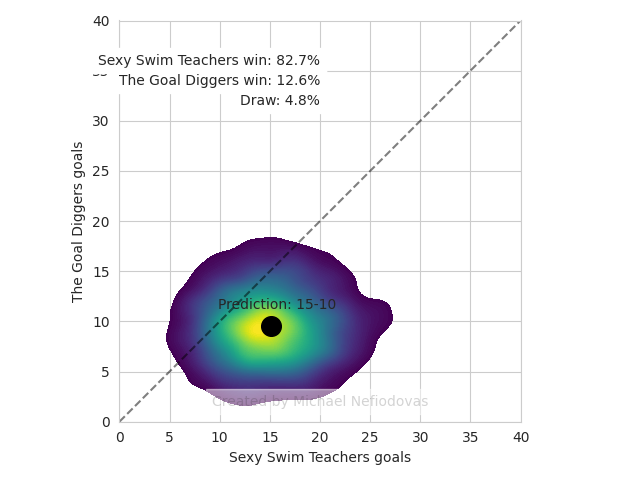 40
Sexy Swim Teachers win: 82.7%
The Goal Diggers win: 12.6%
Draw: 4.8%
30
25
20
15
10
5
0
The Goal Diggers goals
Prediction: 15-10
Created by Michael Nefiodovas
0 5 10 15 20 25 30 35 40
Sexy Swim Teachers goals